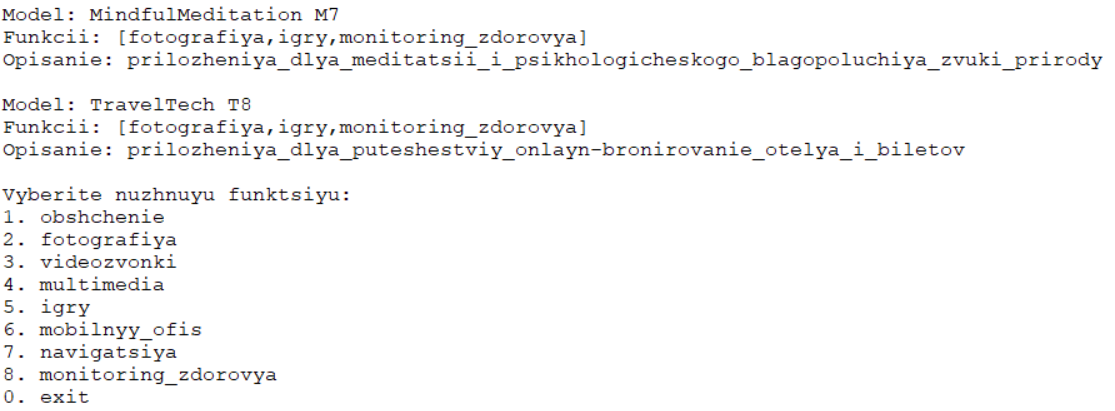 Model: MindfulMeditation M7
Funkcii: [fotografiya,igry,monitoring_zdorovya]
Opisanie: prilozheniya_dlya_meditatsii_i_psikhologicheskogo_blagopoluchiya_zvuki_prirody
Model: TravelTech T8
Funkcii: [fotografiya,igry,monitoring_zdorovya]
Opisanie: prilozheniya_dlya_puteshestviy_onlayn-bronirovanie_otelya_i_biletov
Vyberite nuzhnuyu funktsiyu:
1. obshchenie
2. fotografiya
3. videozvonki
4. multimedia
5. igry
6. mobilnyy_ofis
7. navigatsiya
8. monitoring_zdorovya
0. exit